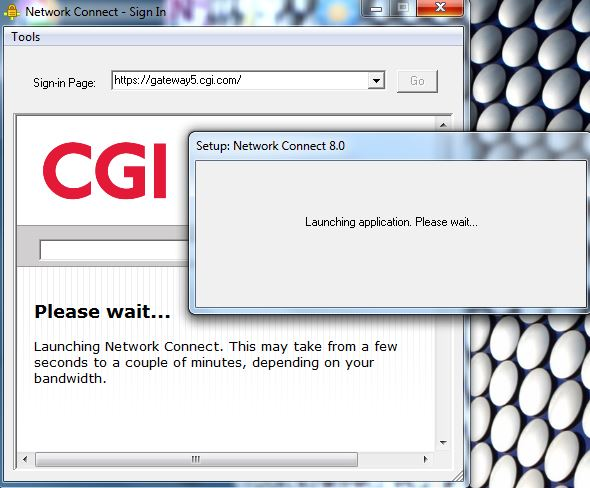 Network Connect - Sign In
Tools
Sign-in Page:
https://gateway5.cgi.com/
Go
CGI
Setup: Network Connect 8.0
Launching application. Please wait...
Please wait...
Launching Network Connect. This may take from a few
seconds to a couple of minutes, depending on your
bandwidth.